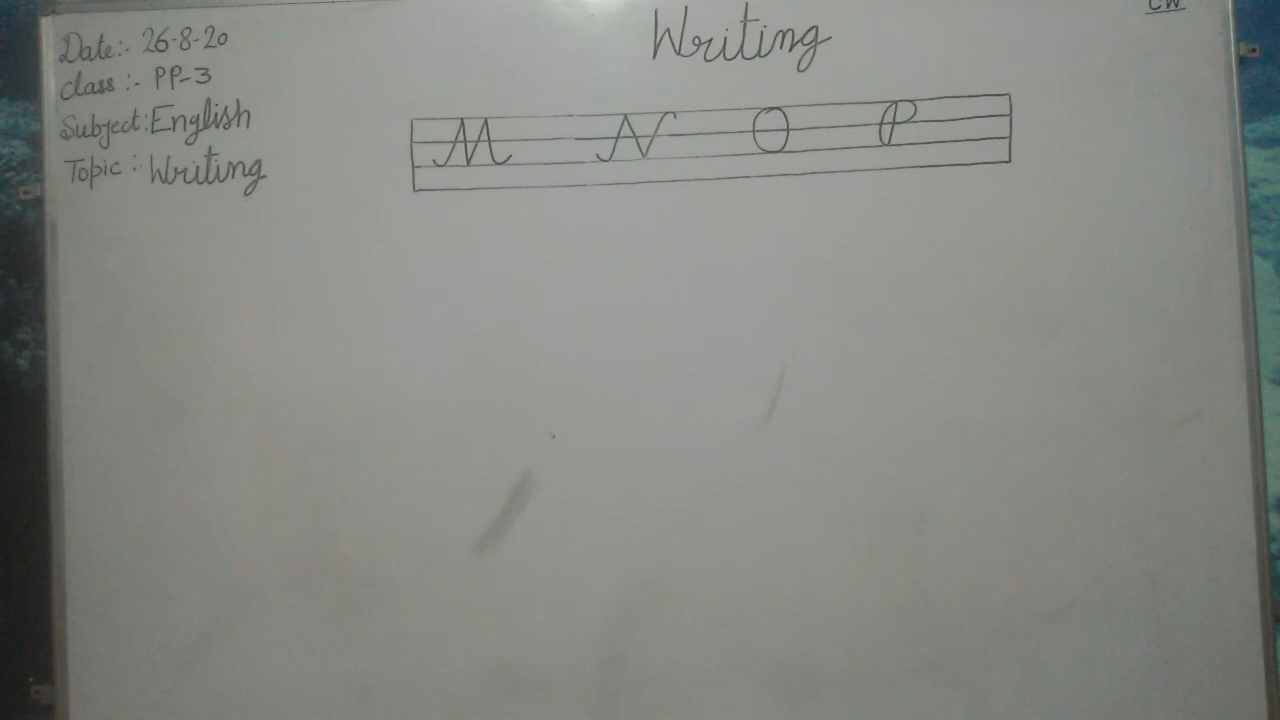 CW
Writing
Date:- 26-8-20
class:- PP-3
Subject: English
Topic: Writing
M N O P